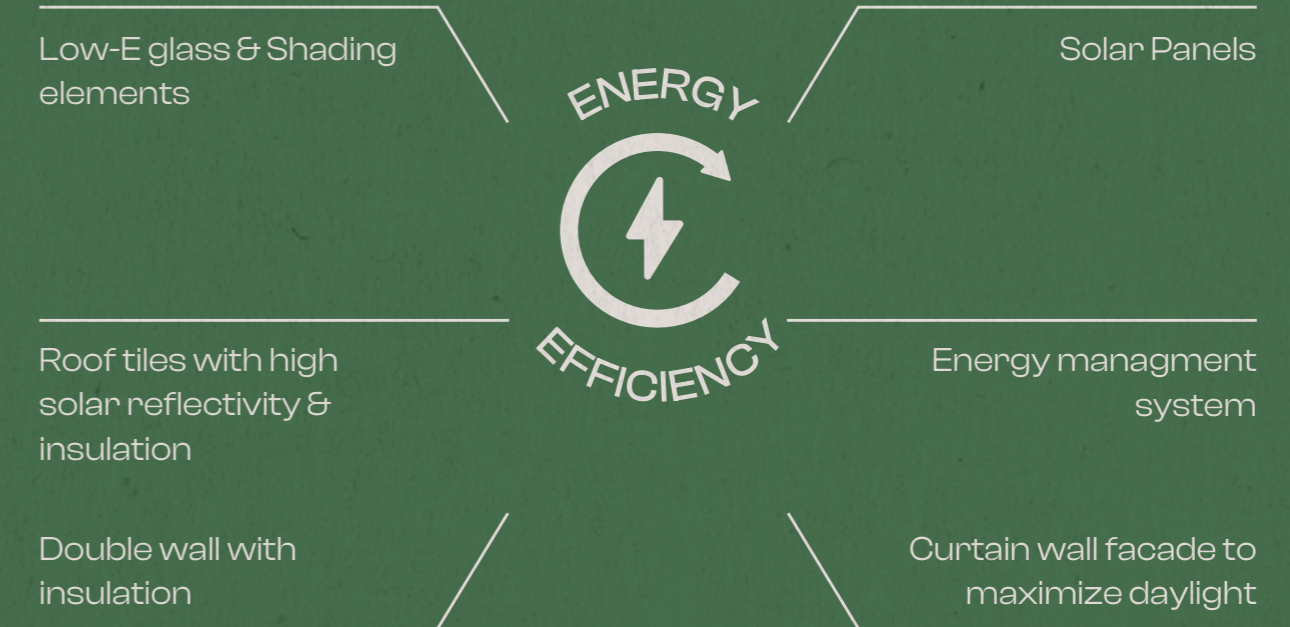 Low-E glass & Shading
elements
Solar Panels
ENERGY
EFFICIENCY
Roof tiles with high
solar reflectivity &
insulation
Energy managment
system
Double wall with
insulation
Curtain wall facade to
maximize daylight